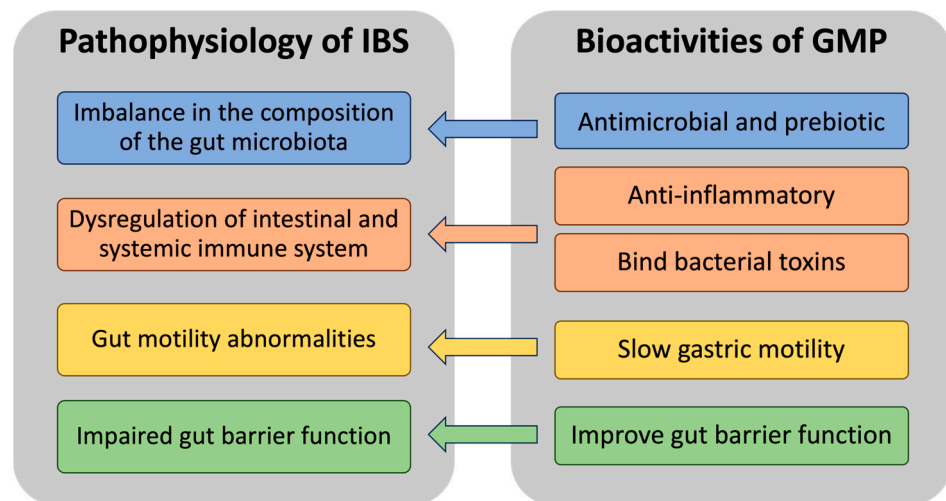 Pathophysiology of IBS
Imbalance in the composition
of the gut microbiota
Dysregulation of intestinal and
systemic immune system
Gut motility abnormalities
Impaired gut barrier function
Bioactivities of GMP
Antimicrobial and prebiotic
Anti-inflammatory
Bind bacterial toxins
Slow gastric motility
Improve gut barrier function